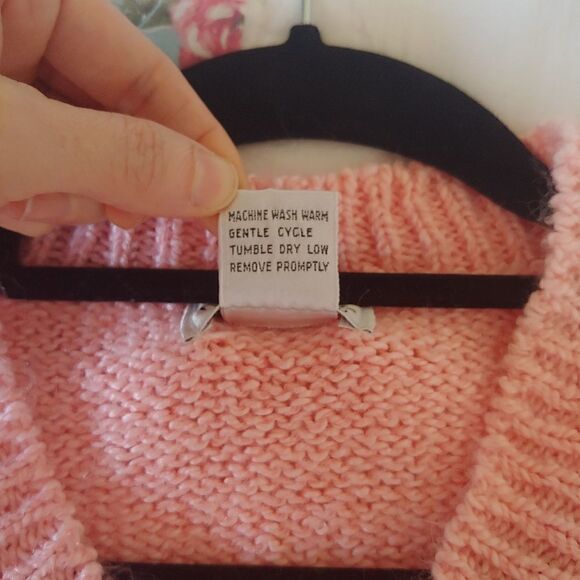 MACHINE WASH WARM
GENTLE CYCLE
TUMBLE DRY LOW
REMOVE PROMPTLY